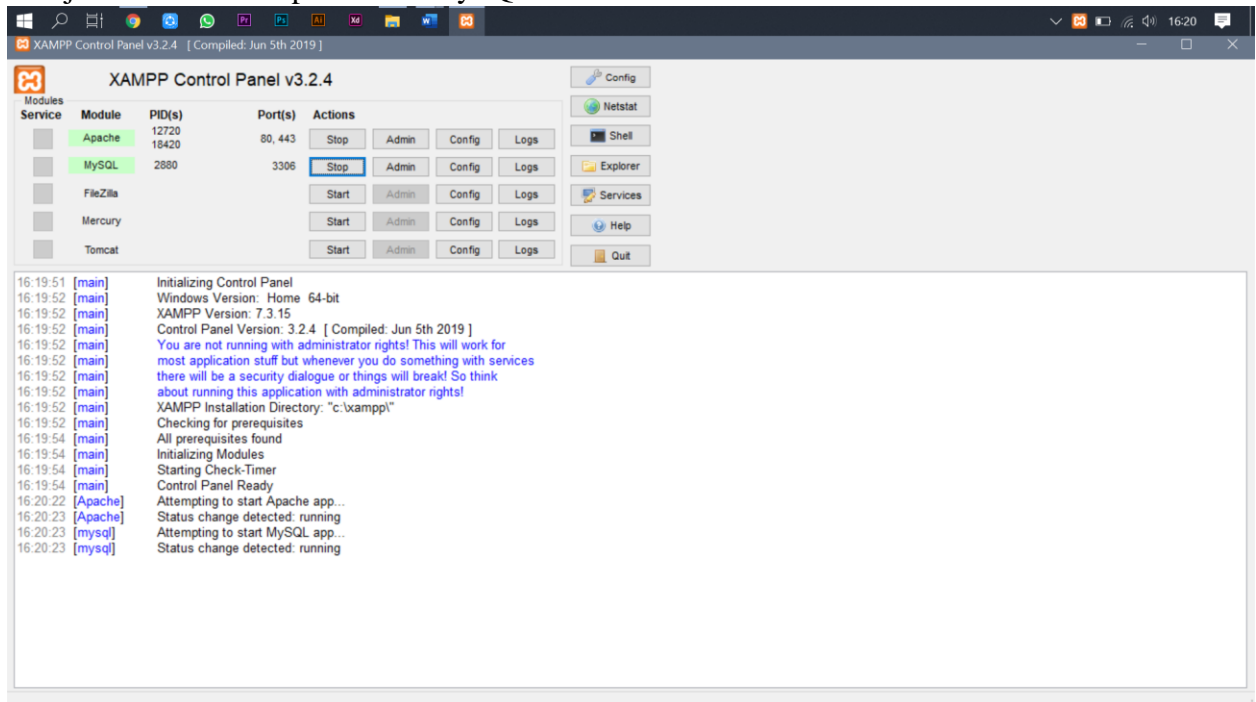 16:20
XAMPP Control Panel v3.2.4 [ Compiled: Jun 5th 2019 ]
XAMPP Control Panel v3.2.4
Config
Netstat
Shell
Explorer
Services
Help
Quit
Modules
Service Module PID(s) Port(s) Actions
Apache 12720 18420 80, 443 Stop Admin Config Logs
MySQL 2880 3306 Stop Admin Config Logs
FileZilla Start Admin Config Logs
Mercury Start Admin Config Logs
Tomcat Start Admin Config Logs
16:19:51 [main] Initializing Control Panel
16:19:52 [main] Windows Version: Home 64-bit
16:19:52 [main] XAMPP Version: 7.3.15
16:19:52 [main] Control Panel Version: 3.2.4 [ Compiled: Jun 5th 2019 ]
16:19:52 [main] You are not running with administrator rights! This will work for
16:19:52 [main] most application stuff but whenever you do something with services
16:19:52 [main] there will be a security dialogue or things will break! So think
16:19:52 [main] about running this application with administrator rights!
16:19:52 [main] XAMPP Installation Directory: "c:\xampp\"
16:19:52 [main] Checking for prerequisites
16:19:54 [main] All prerequisites found
16:19:54 [main] Initializing Modules
16:19:54 [main] Starting Check-Timer
16:19:54 [main] Control Panel Ready
16:20:22 [Apache] Attempting to start Apache app...
16:20:23 [Apache] Status change detected: running
16:20:23 [mysql] Attempting to start MySQL app...
16:20:23 [mysql] Status change detected: running